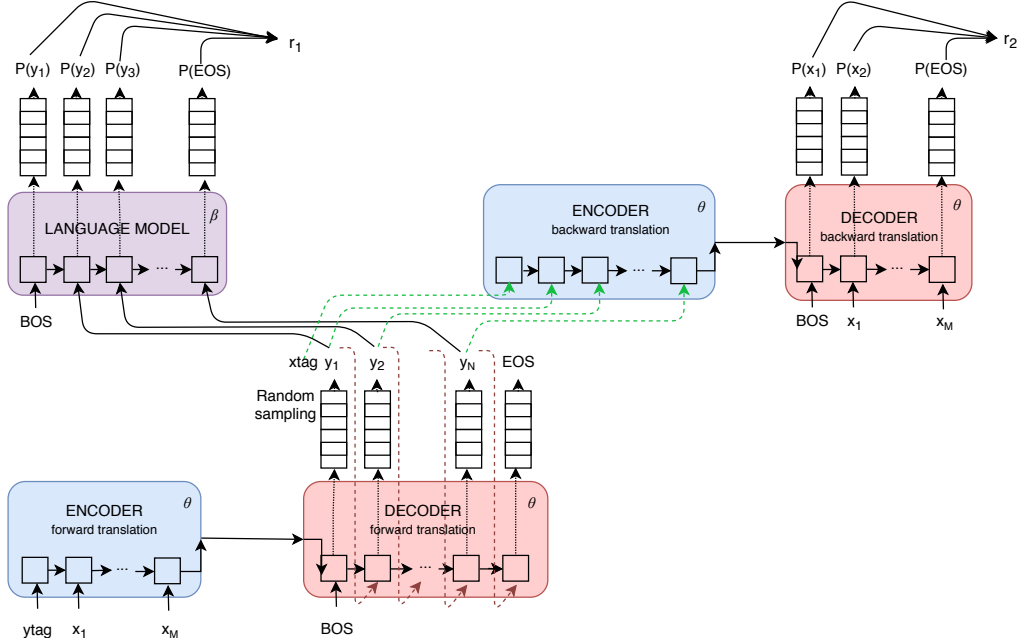 r1
r2
P(y1) P(y2) P(y3) P(EOS)
P(x1) P(x2) P(EOS)
β
LANGUAGE MODEL
BOS
θ
ENCODER
backward translation
...
θ
DECODER
backward translation
...
BOS x1 xM
...
xtag y1 y2 yN EOS
Random
sampling
θ
ENCODER
forward translation
...
ytag x1 xM
θ
DECODER
forward translation
...
BOS